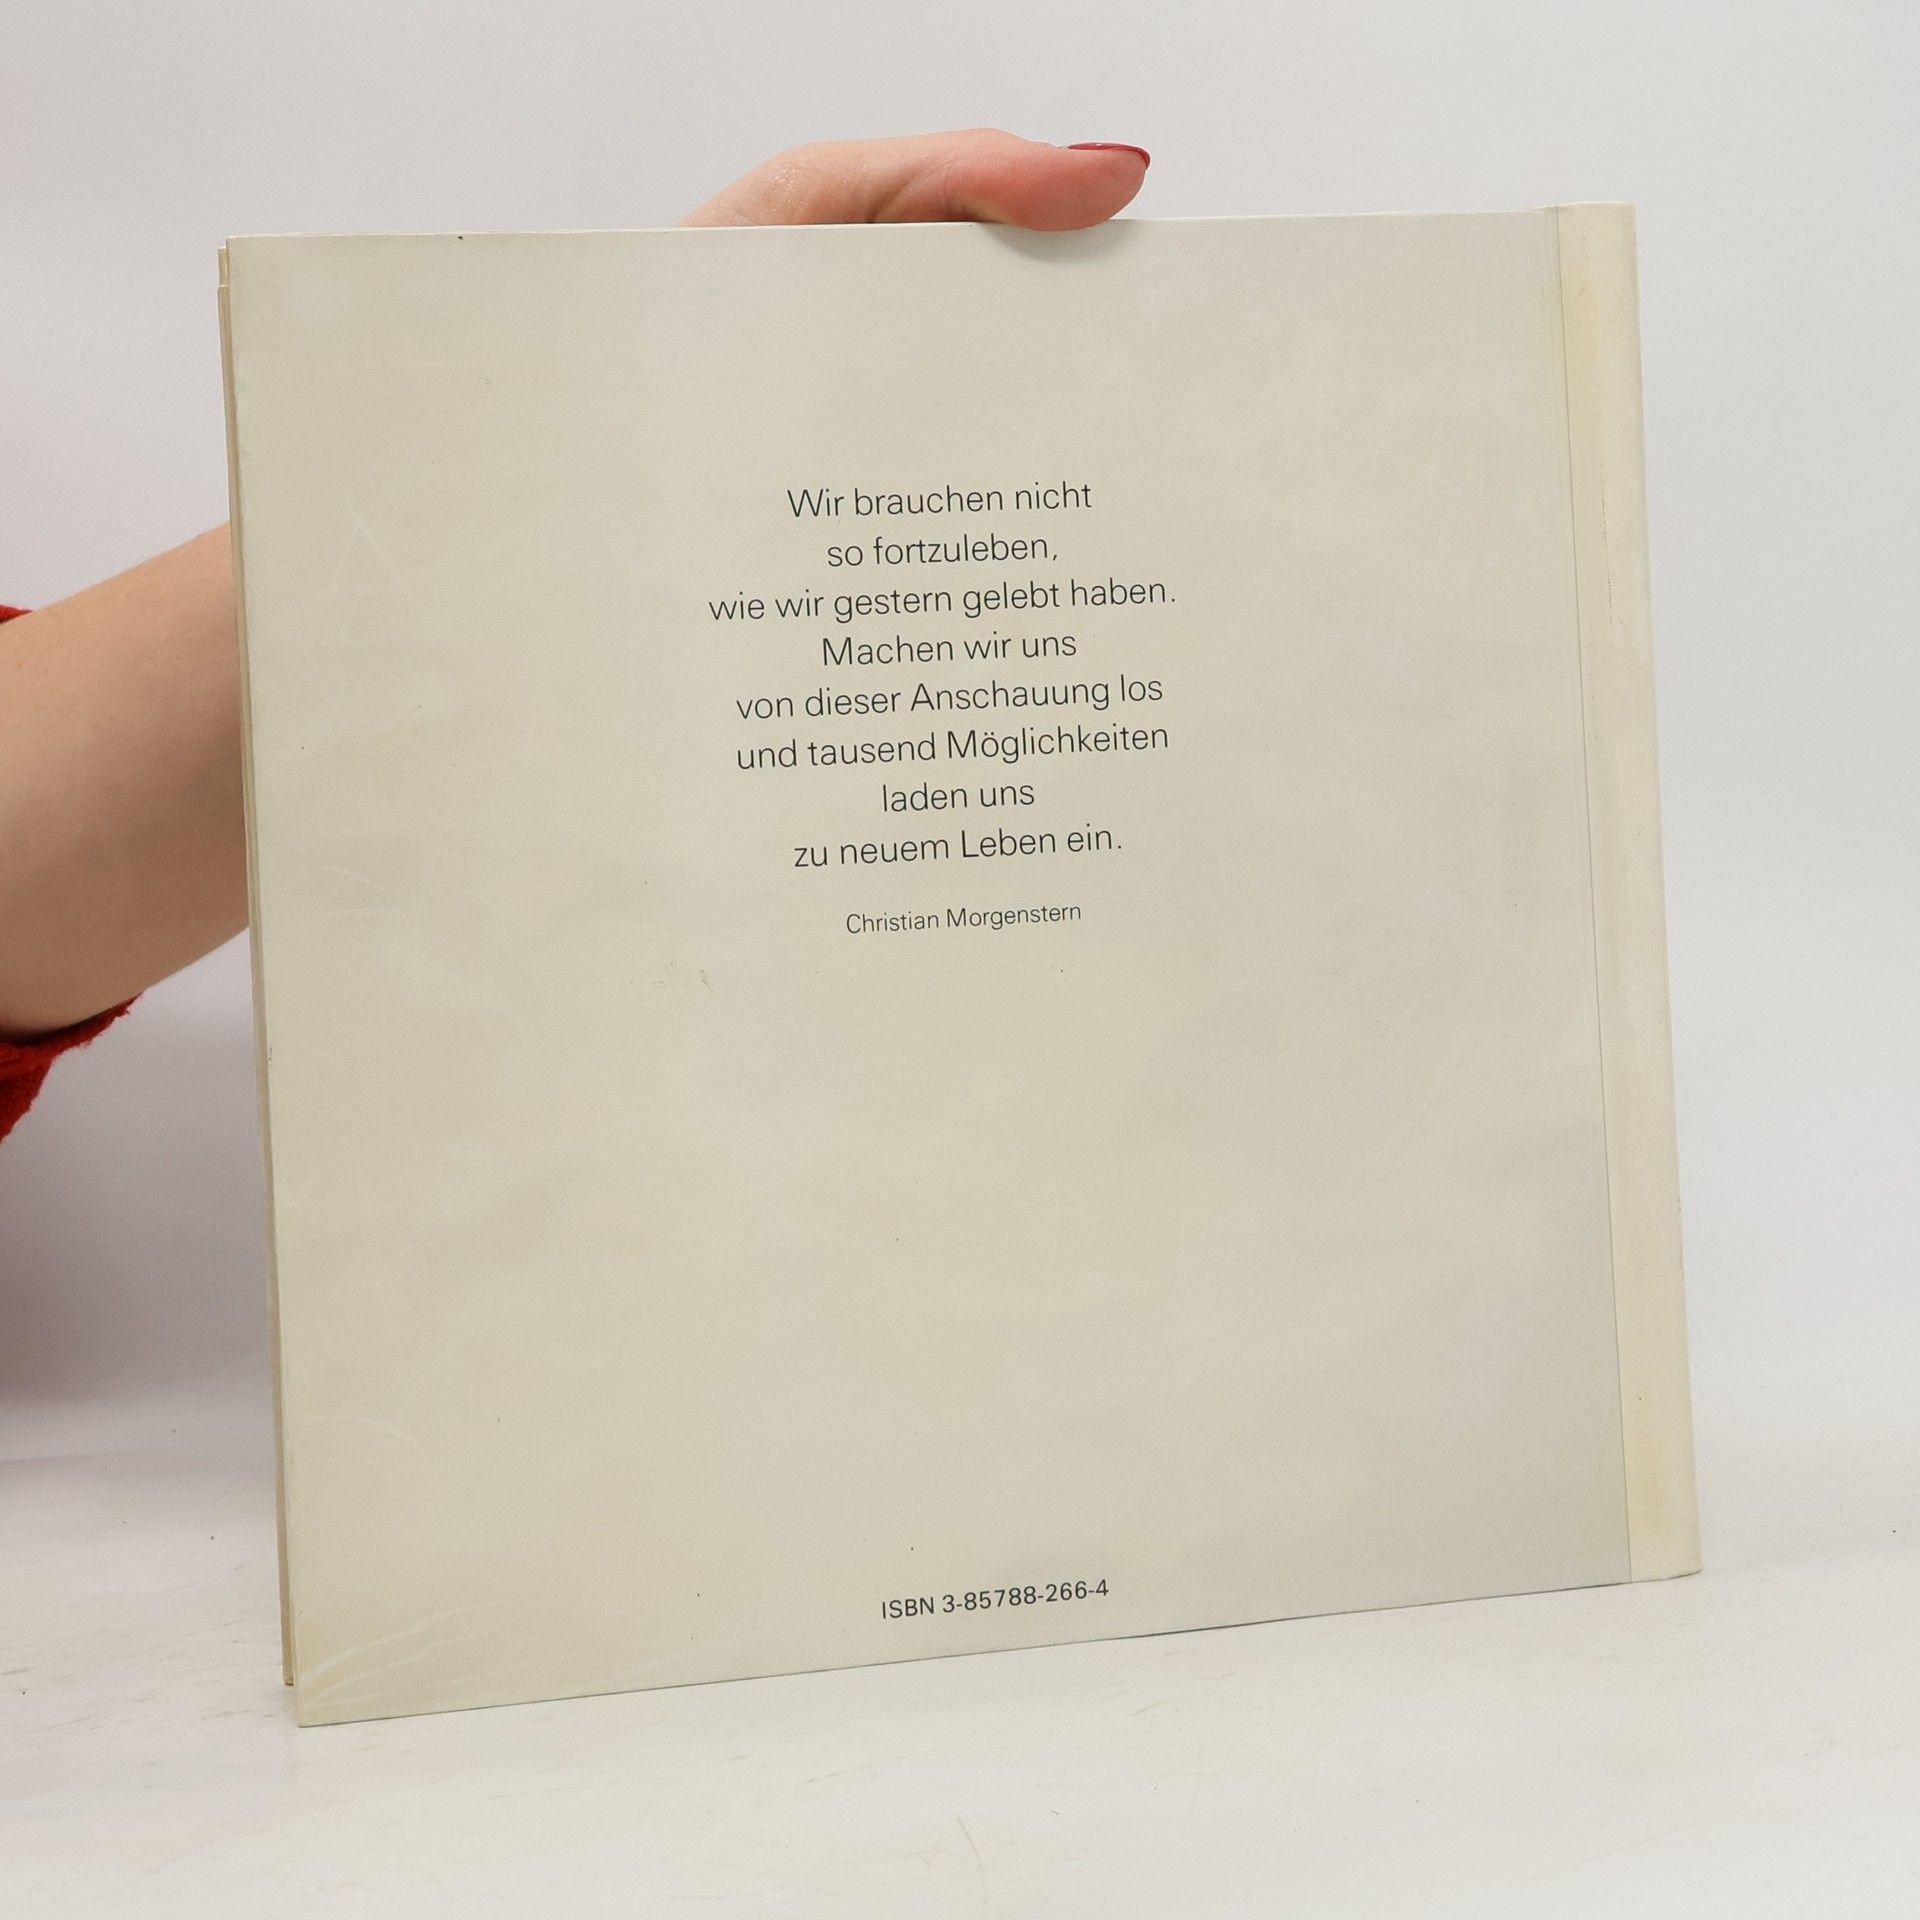 Wir brauchen nicht
so fortzuleben,
wie wir gestern gelebt haben.
Machen wir uns
von dieser Anschauung los
und tausend Möglichkeiten
laden uns
zu neuem Leben ein.
Christian Morgenstern
ISBN 3-85788-266-4